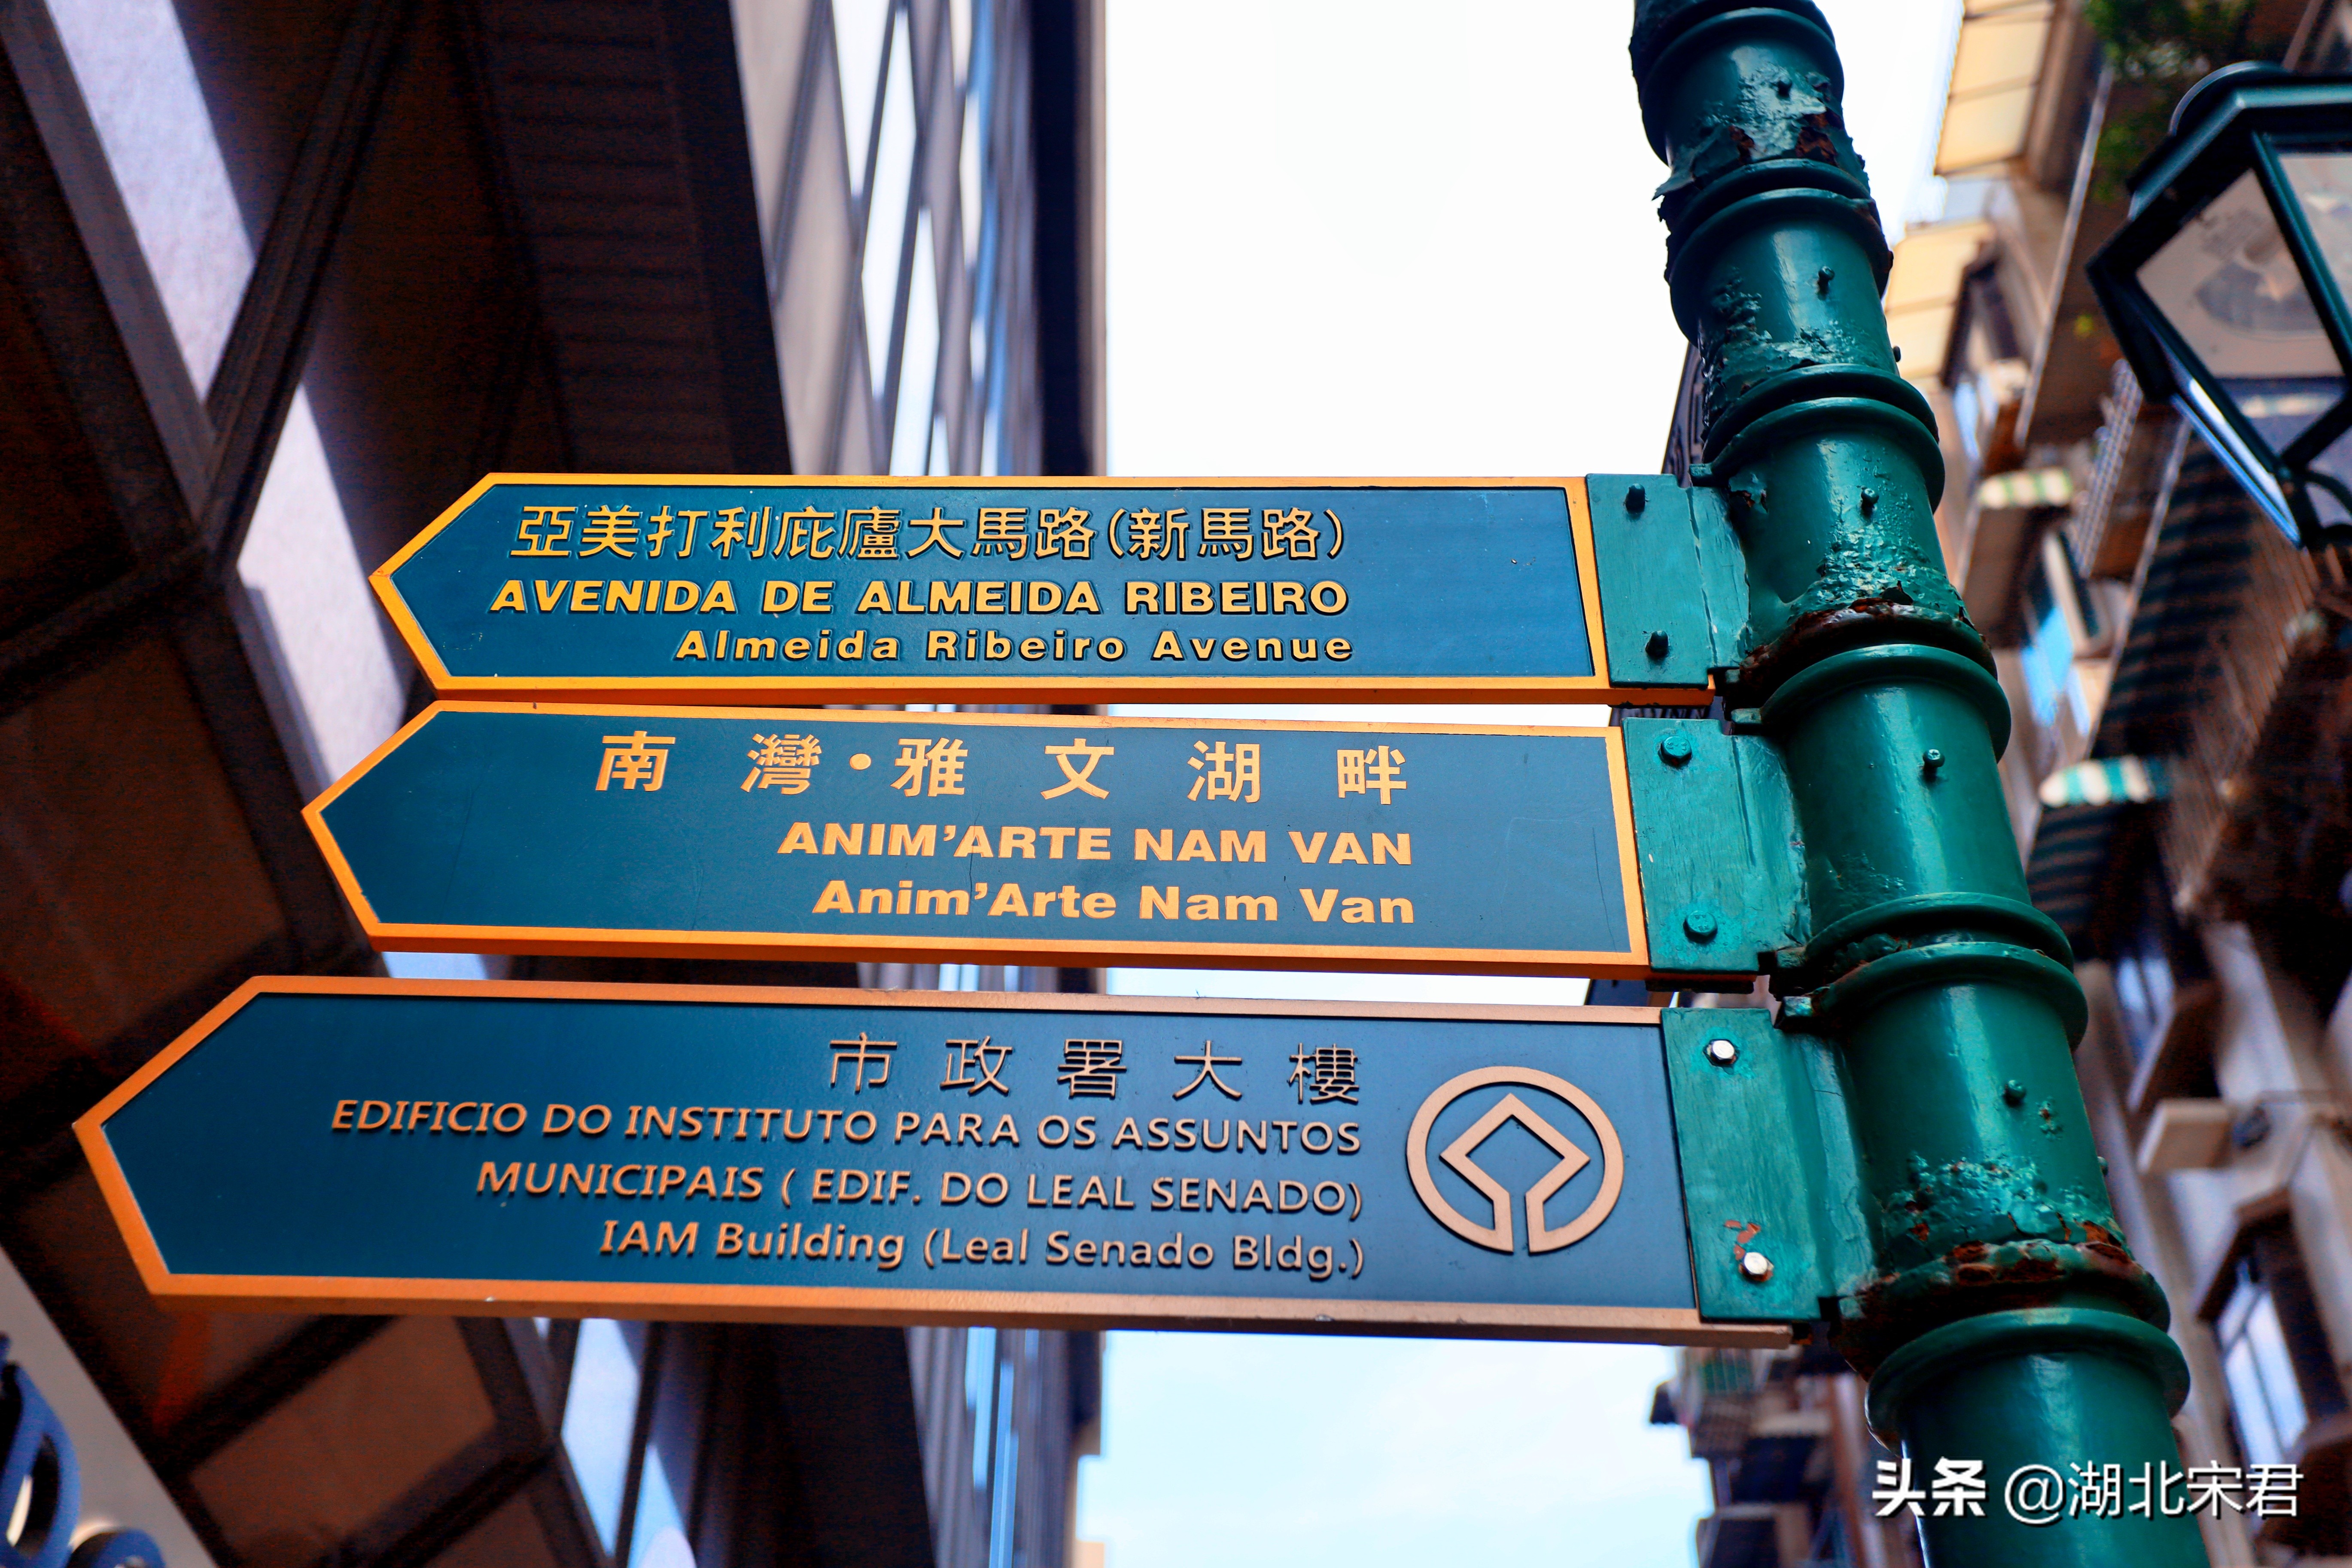 亞美打利庇盧大馬路(新馬路)
AVENIDA DE ALMEIDA RIBEIRO
Almeida Ribeiro Avenue
南灣·雅文湖畔
ANIM'ARTE NAM VAN
Anim'Arte Nam Van
市政署大樓
EDIFICIO DO INSTITUTO PARA OS ASSUNTOS
MUNICIPAIS ( EDIF. DO LEAL SENADO)
IAM Building (Leal Senado Bldg.)
头条 @湖北宋君